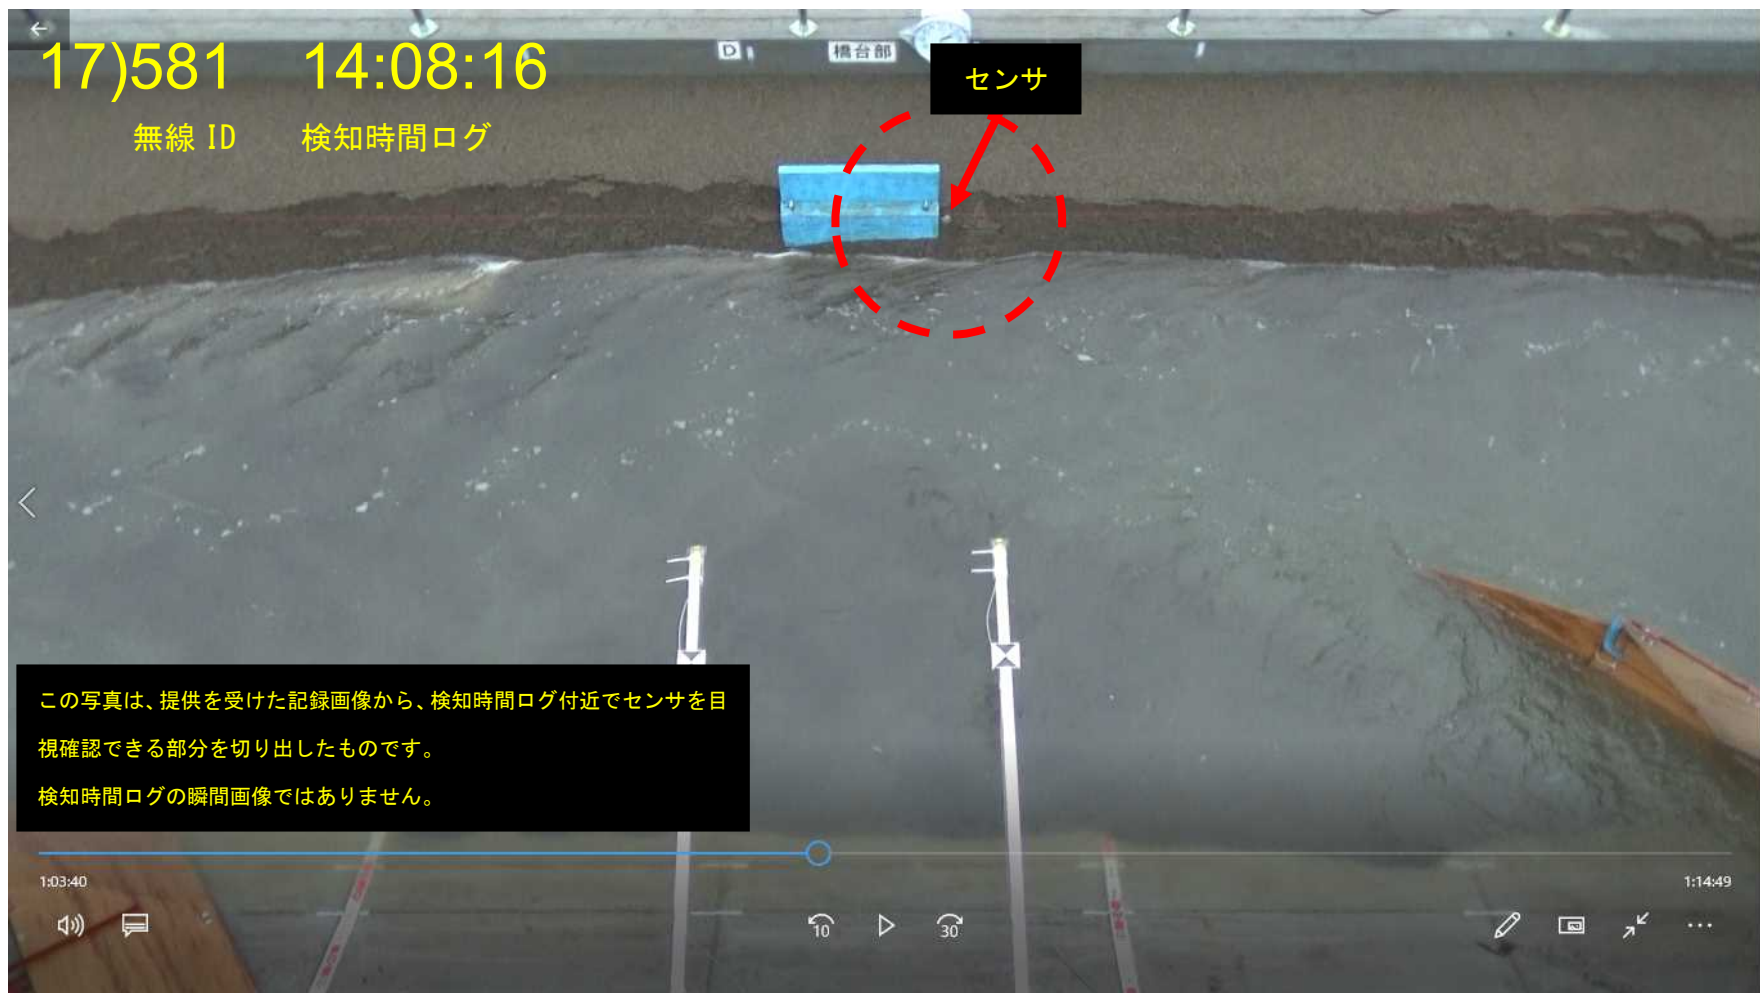 17)581 14:08:16
無線 ID 検知時間ログ
D
橋台部
センサ
この写真は、提供を受けた記録画像から、検知時間ログ付近でセンサを目
視確認できる部分を切り出したものです。
検知時間ログの瞬間画像ではありません。
1:03:40
1:14:49
10
30